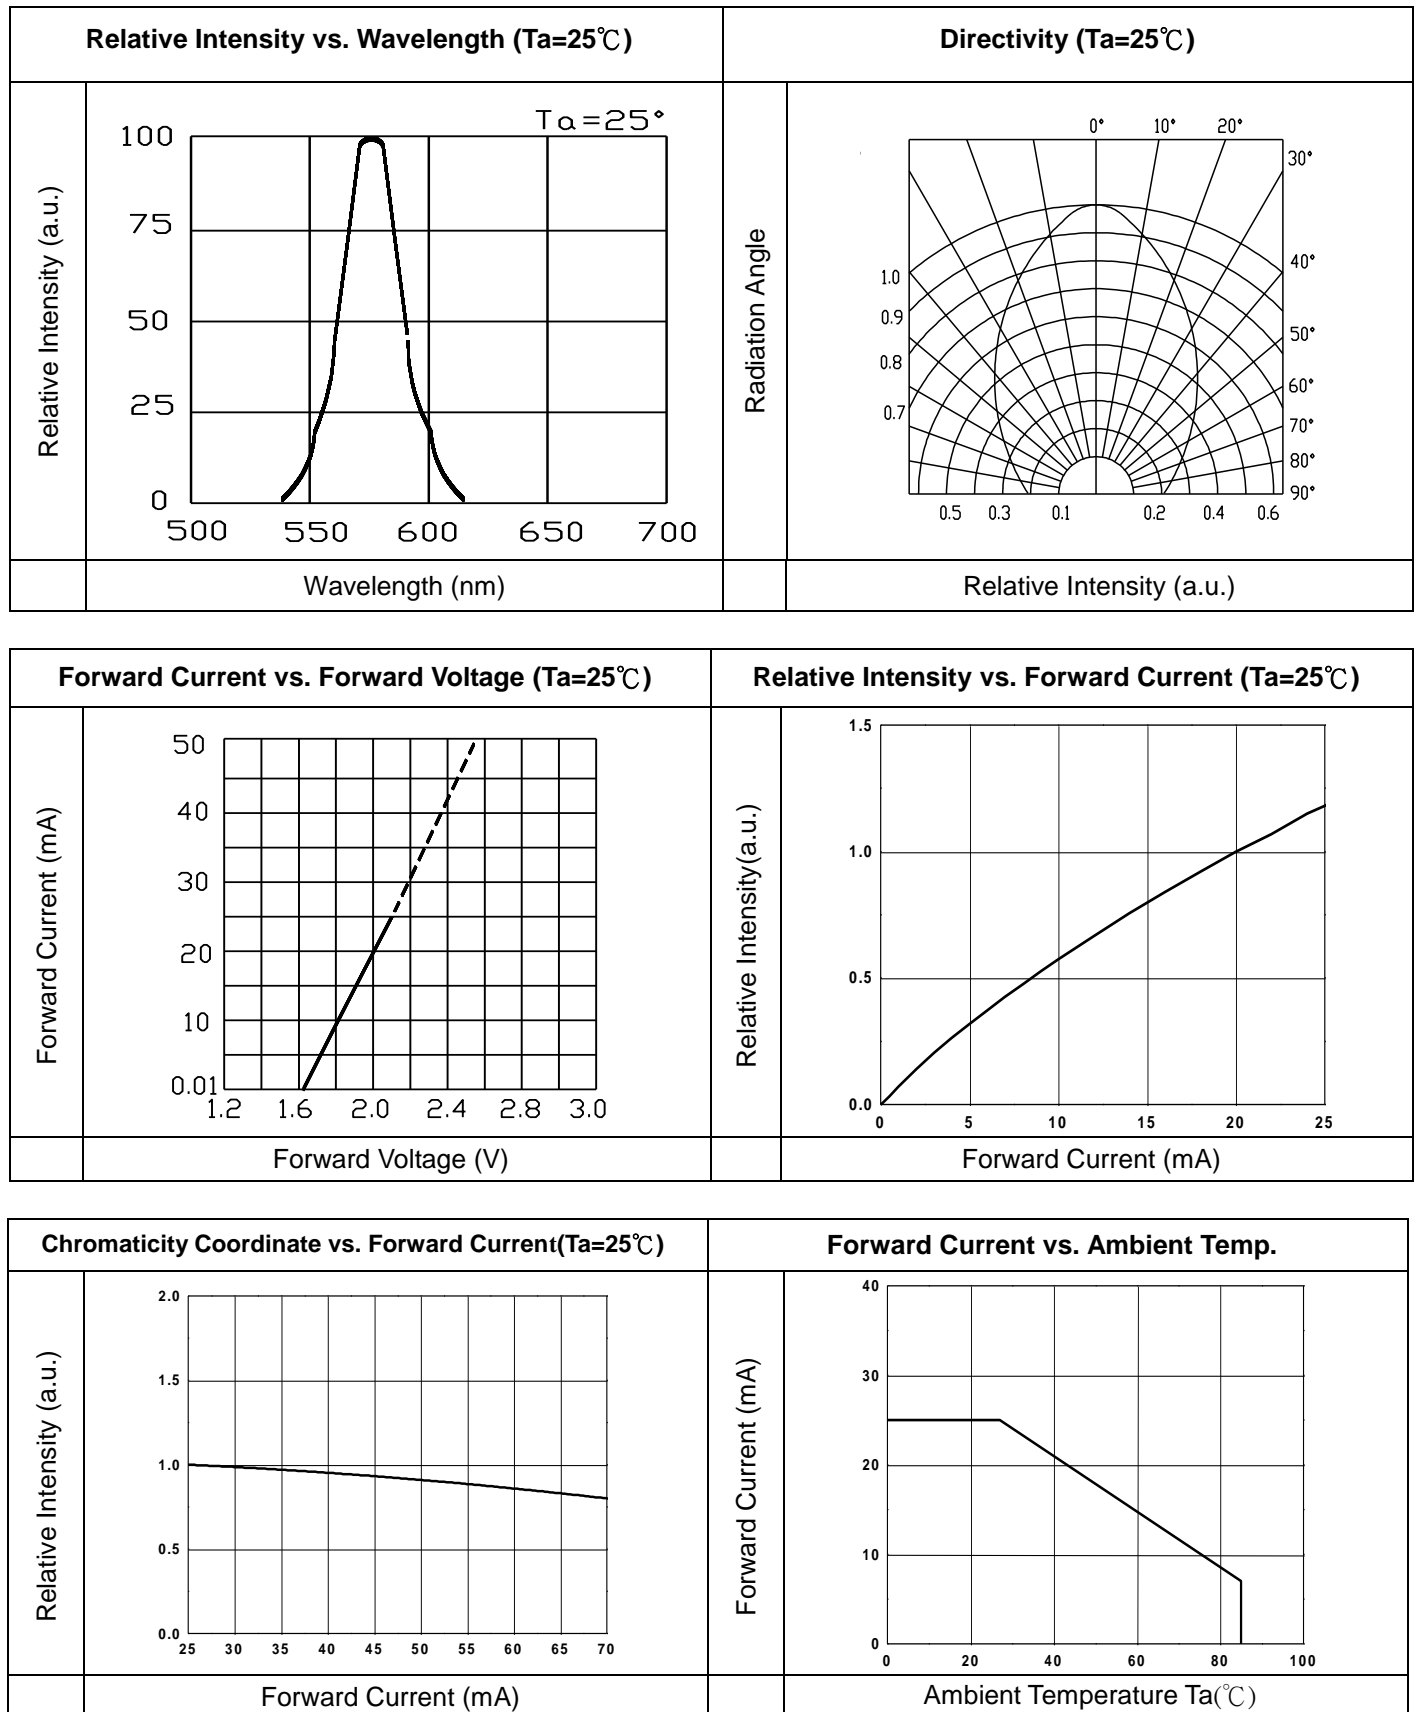 Relative Intensity vs. Wavelength (Ta=25℃)
Directivity (Ta=25℃)
Relative Intensity (a.u.)
Ta=25°
100
75
50
25
0
500 550 600 650 700
Wavelength (nm)
Radiation Angle
0° 10° 20°
30°
40°
50°
60°
70°
80°
90°
1.0
0.9
0.8
0.7
0.5 0.3 0.1 0.2 0.4 0.6
Relative Intensity (a.u.)
Forward Current vs. Forward Voltage (Ta=25℃)
Relative Intensity vs. Forward Current (Ta=25℃)
Forward Current (mA)
50
40
30
20
10
0.01
1.2 1.6 2.0 2.4 2.8 3.0
Forward Voltage (V)
Relative Intensity(a.u.)
1.5
1.0
0.5
0.0
0 5 10 15 20 25
Forward Current (mA)
Chromaticity Coordinate vs. Forward Current(Ta=25℃)
Forward Current vs. Ambient Temp.
Relative Intensity (a.u.)
2.0
1.5
1.0
0.5
0.0
25 30 35 40 45 50 55 60 65 70
Forward Current (mA)
Forward Current (mA)
40
30
20
10
0
0 20 40 60 80 100
Ambient Temperature Ta(℃)